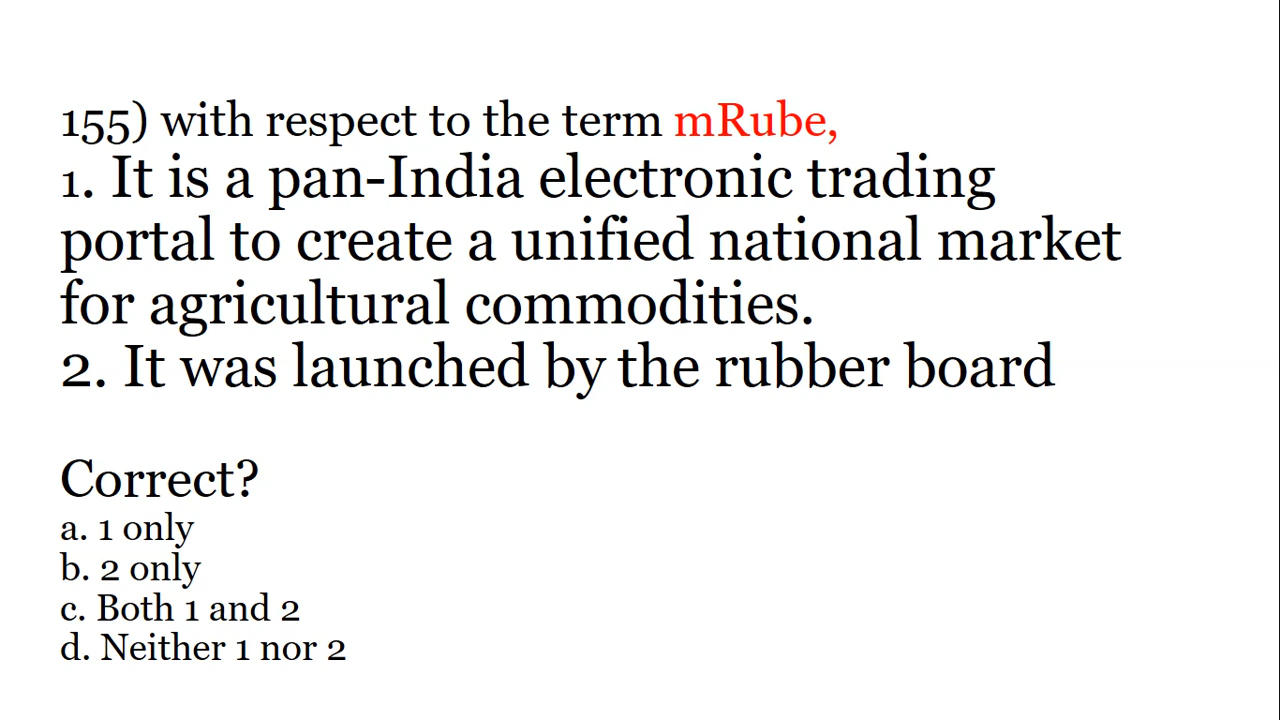 155) with respect to the term mRube,
1. It is a pan-India electronic trading
portal to create a unified national market
for agricultural commodities.
2. It was launched by the rubber board
Correct?
a. 1 only
b. 2 only
c. Both 1 and 2
d. Neither 1 nor 2